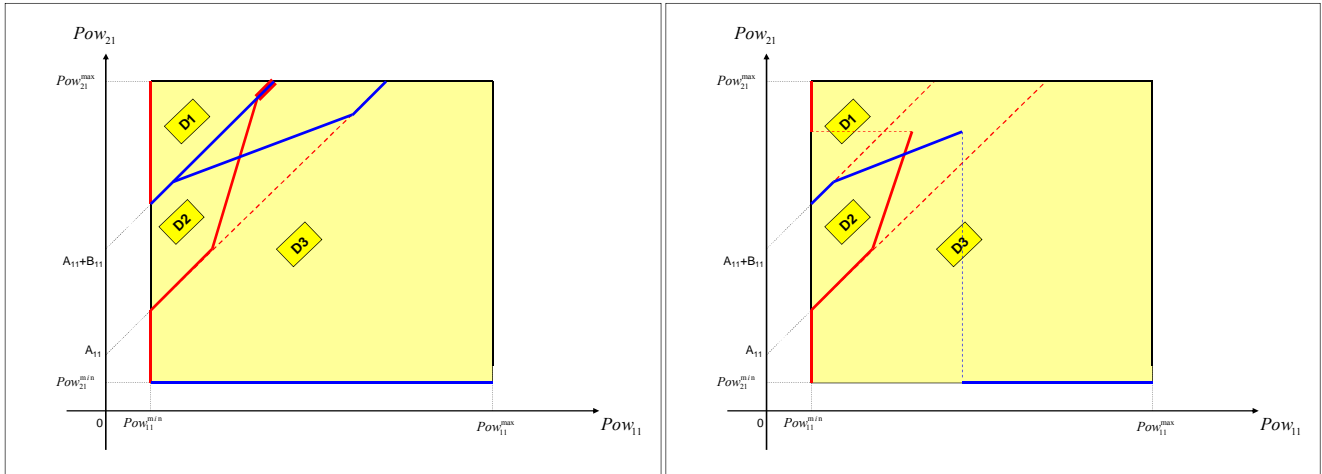 Pow₂₁
Pow₂₁ᵐᵃˣ
D1
D2
D3
A₁₁+B₁₁
A₁₁
Pow₂₁ᵐⁱⁿ
0
Pow₁₁ᵐⁱⁿ
Pow₁₁ᵐᵃˣ
Pow₁₁
Pow₂₁
Pow₂₁ᵐᵃˣ
D1
D2
D3
A₁₁+B₁₁
A₁₁
Pow₂₁ᵐⁱⁿ
0
Pow₁₁ᵐⁱⁿ
Pow₁₁ᵐᵃˣ
Pow₁₁